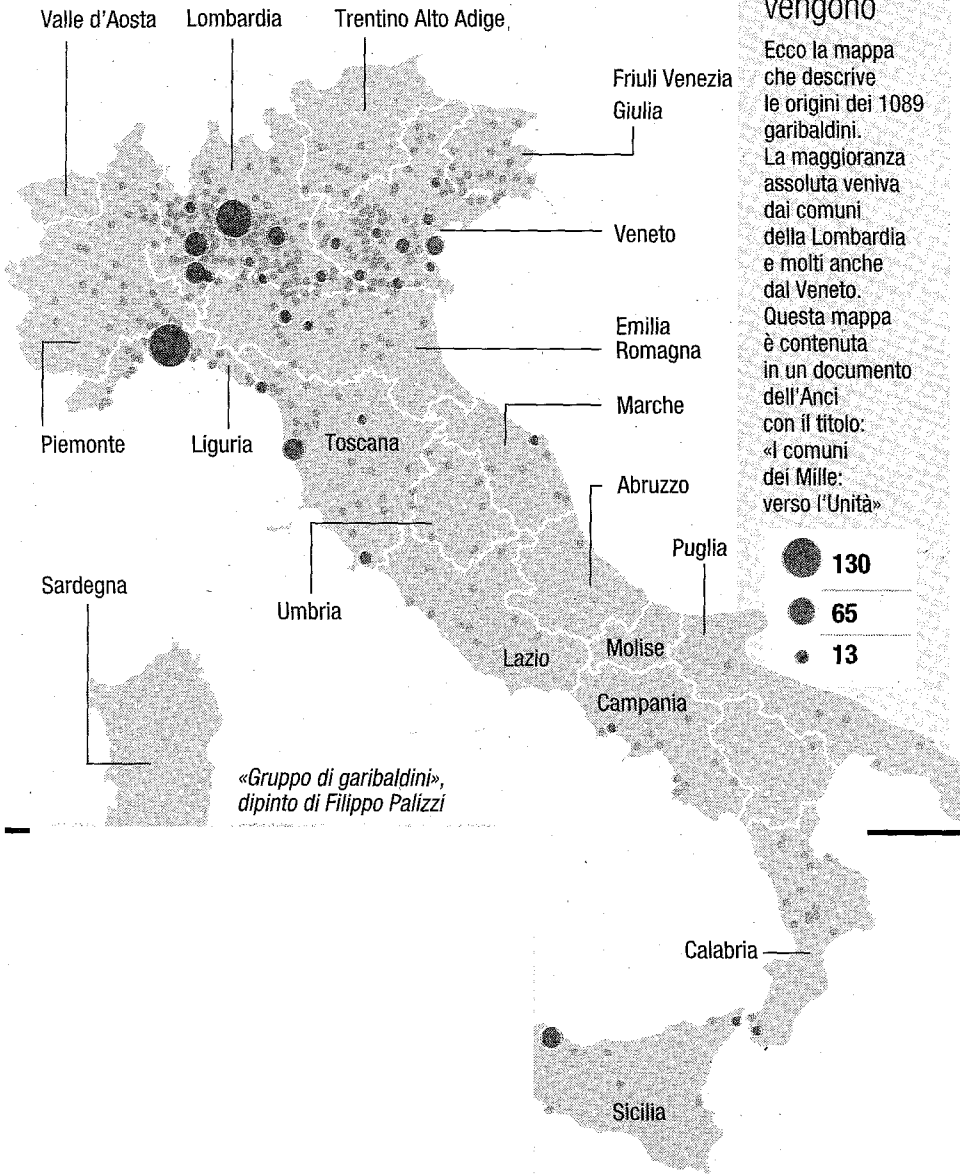 Valle d'Aosta
Lombardia
Trentino Alto Adige
Friuli Venezia
Giulia
Veneto
Emilia
Romagna
Marche
Abruzzo
Puglia
Piemonte
Liguria
Toscana
Sardegna
Umbria
Lazio
Molise
Campania
«Gruppo di garibaldini»,
dipinto di Filippo Palizzi
Calabria
Sicilia
vengono
Ecco la mappa
che descrive
le origini dei 1089
garibaldini.
La maggioranza
assoluta veniva
dai comuni
della Lombardia
e molti anche
dal Veneto.
Questa mappa
è contenuta
in un documento
dell'Anci
con il titolo:
«I comuni
dei Mille:
verso l'Unità»
130
65
13